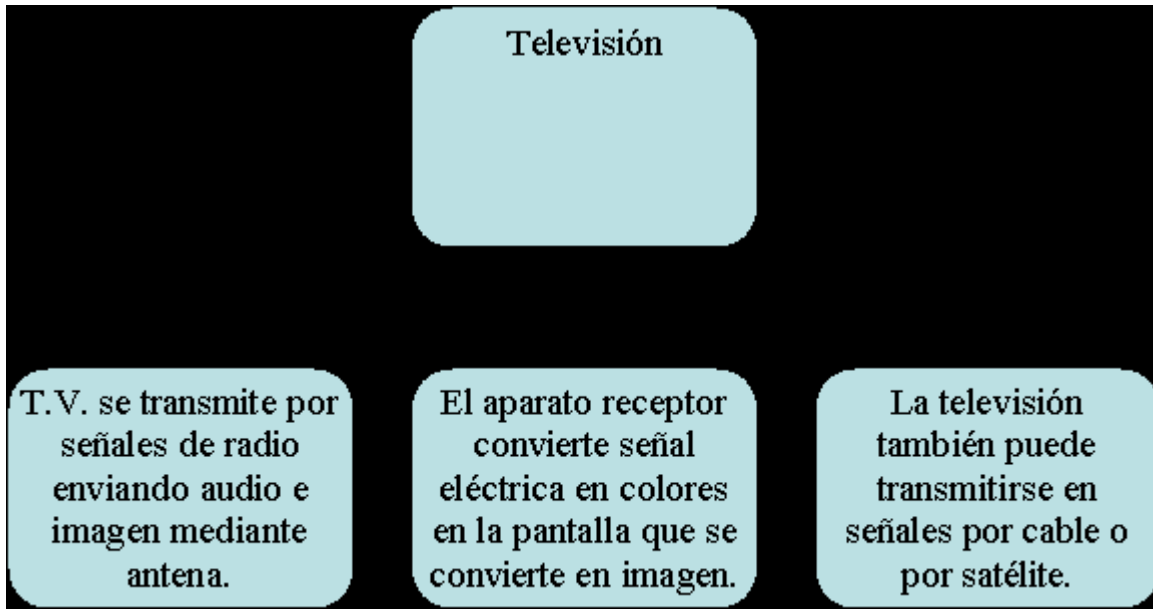 Televisión
T.V. se transmite por
señales de radio
enviando audio e
imagen mediante
antena.
El aparato receptor
convierte señal
eléctrica en colores
en la pantalla que se
convierte en imagen.
La televisión
también puede
transmitirse en
señales por cable o
por satélite.